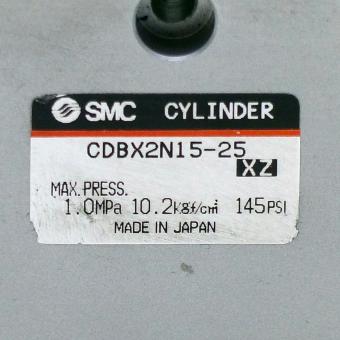 SMC CYLINDER
CDBX2N15-25
XZ
MAX.PRESS.
1.0MPa 10.2kgf/cm² 145PSI
MADE IN JAPAN